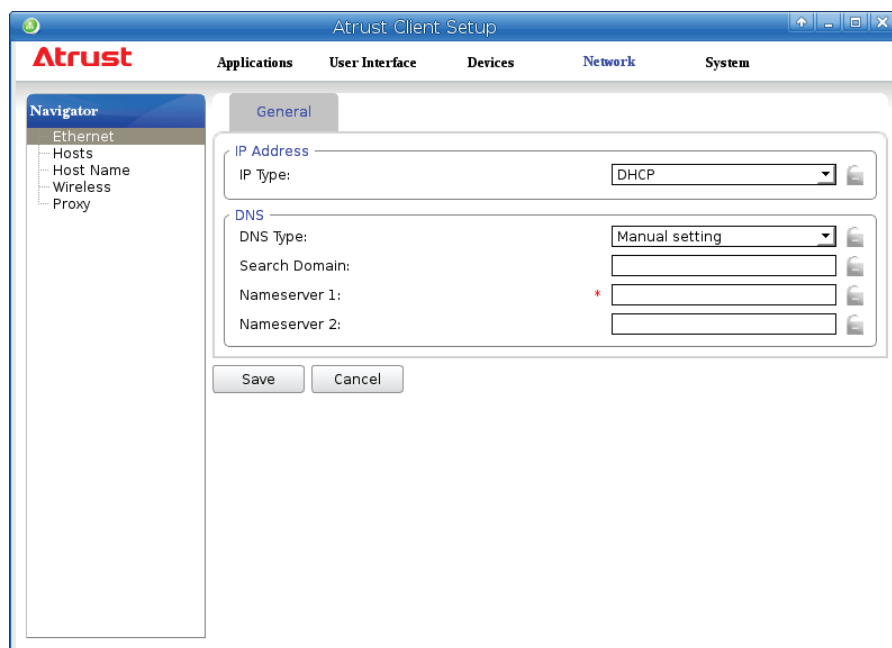 Atrust Client Setup
Atrust
Applications User Interface Devices Network System
Navigator
Ethernet
Hosts
Host Name
Wireless
Proxy
General
IP Address
IP Type: DHCP
DNS
DNS Type: Manual setting
Search Domain:
Nameserver 1: *
Nameserver 2:
Save Cancel